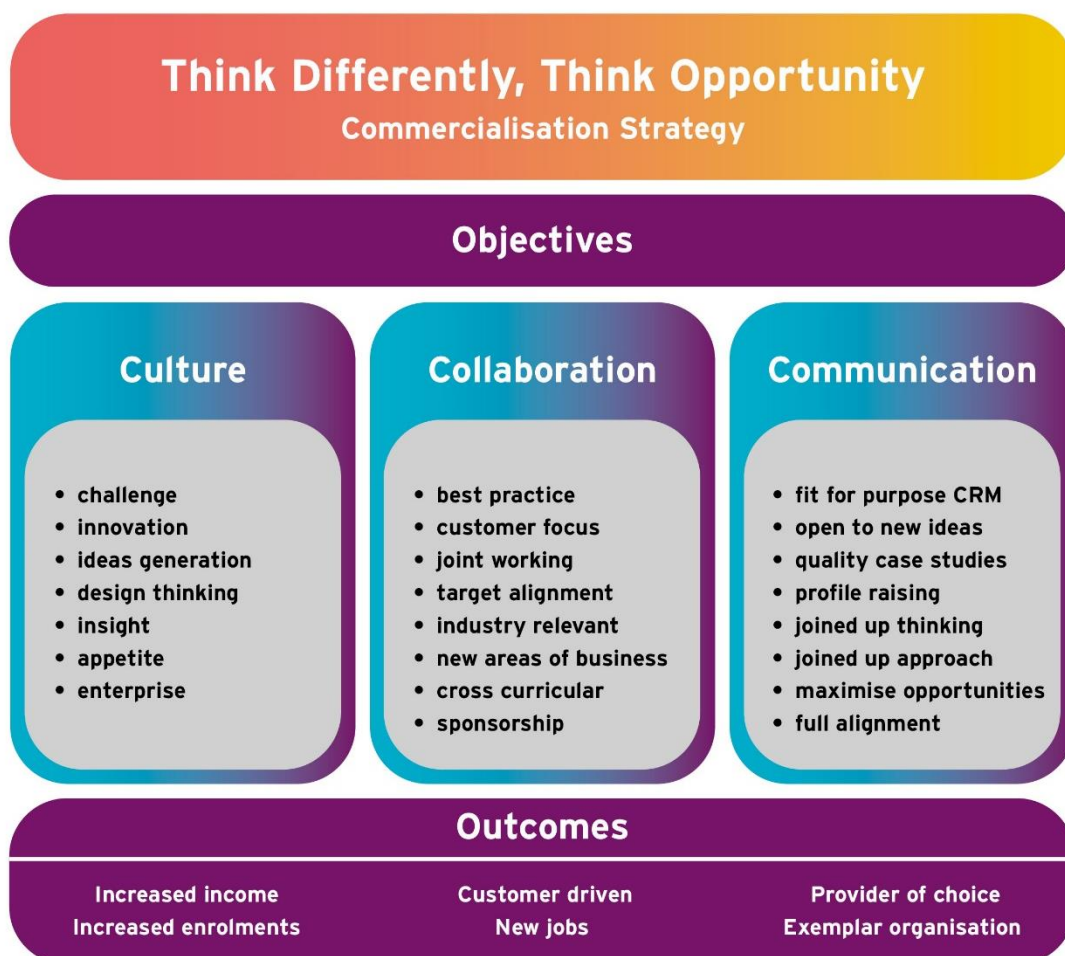 Think Differently, Think Opportunity
Commercialisation Strategy
Objectives
Culture
• challenge
• innovation
• ideas generation
• design thinking
• insight
• appetite
• enterprise
Collaboration
• best practice
• customer focus
• joint working
• target alignment
• industry relevant
• new areas of business
• cross curricular
• sponsorship
Communication
• fit for purpose CRM
• open to new ideas
• quality case studies
• profile raising
• joined up thinking
• joined up approach
• maximise opportunities
• full alignment
Outcomes
Increased income
Increased enrolments
Customer driven
New jobs
Provider of choice
Exemplar organisation